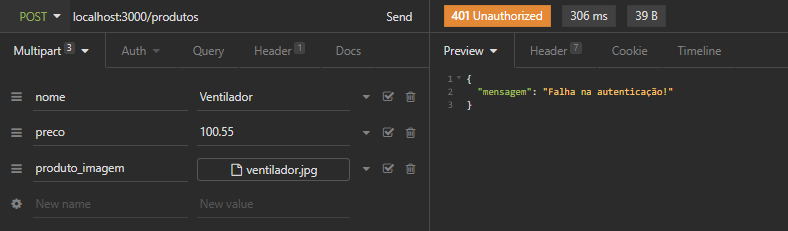 POST localhost:3000/produtos Send
401 Unauthorized 306 ms 39 B
Multipart 3 Auth Query Header 1 Docs
Preview Header 7 Cookie Timeline
nome Ventilador
preco 100.55
produto_imagem ventilador.jpg
New name New value
1 {
2 "mensagem": "Falha na autenticação!"
3 }